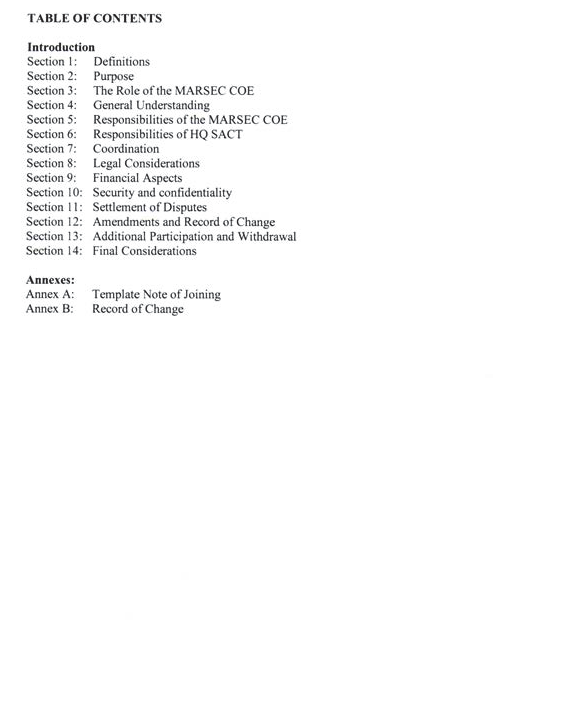 TABLE OF CONTENTS
Introduction
Section 1: Definitions
Section 2: Purpose
Section 3: The Role of the MARSEC COE
Section 4: General Understanding
Section 5: Responsibilities of the MARSEC COE
Section 6: Responsibilities of HQ SACT
Section 7: Coordination
Section 8: Legal Considerations
Section 9: Financial Aspects
Section 10: Security and confidentiality
Section 11: Settlement of Disputes
Section 12: Amendments and Record of Change
Section 13: Additional Participation and Withdrawal
Section 14: Final Considerations
Annexes:
Annex A: Template Note of Joining
Annex B: Record of Change